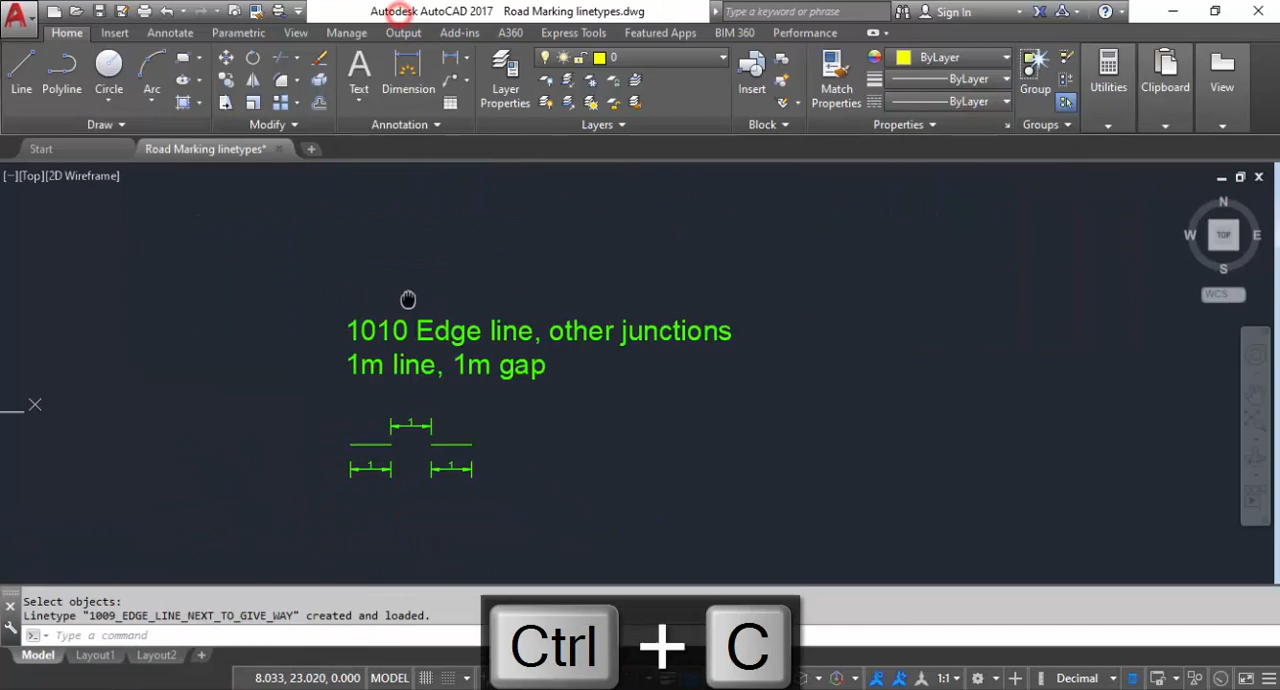 Autodesk AutoCAD 2017 Road Marking linetypes.dwg
Type a keyword or phrase
Sign In
Home Insert Annotate Parametric View Manage Output Add-ins A360 Express Tools Featured Apps BIM 360 Performance
Line Polyline Circle Arc
Text Dimension
Layer Properties
0
Insert
Match Properties
ByLayer
ByLayer
ByLayer
Group
Utilities
Clipboard
View
Draw Modify Annotation Layers Block Properties Groups
Start
Road Marking linetypes*
[−][Top][2D Wireframe]
N
W TOP E
S
WCS
1010 Edge line, other junctions
1m line, 1m gap
1
1 1
Select objects:
Linetype "1009_EDGE_LINE_NEXT_TO_GIVE_WAY" created and loaded.
Type a command
Ctrl + C
Model Layout1 Layout2 +
8.033, 23.020, 0.000 MODEL
1:1
Decimal